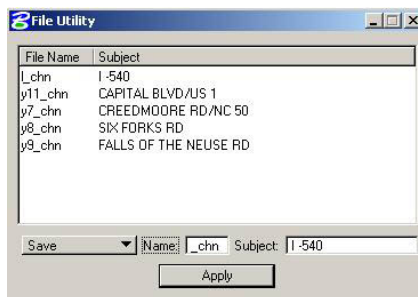 File Utility
File Name Subject
l_chn I -540
y11_chn CAPITAL BLVD/US 1
y7_chn CREEDMOORE RD/NC 50
y8_chn SIX FORKS RD
y9_chn FALLS OF THE NEUSE RD
Save Name: _chn Subject: I -540
Apply